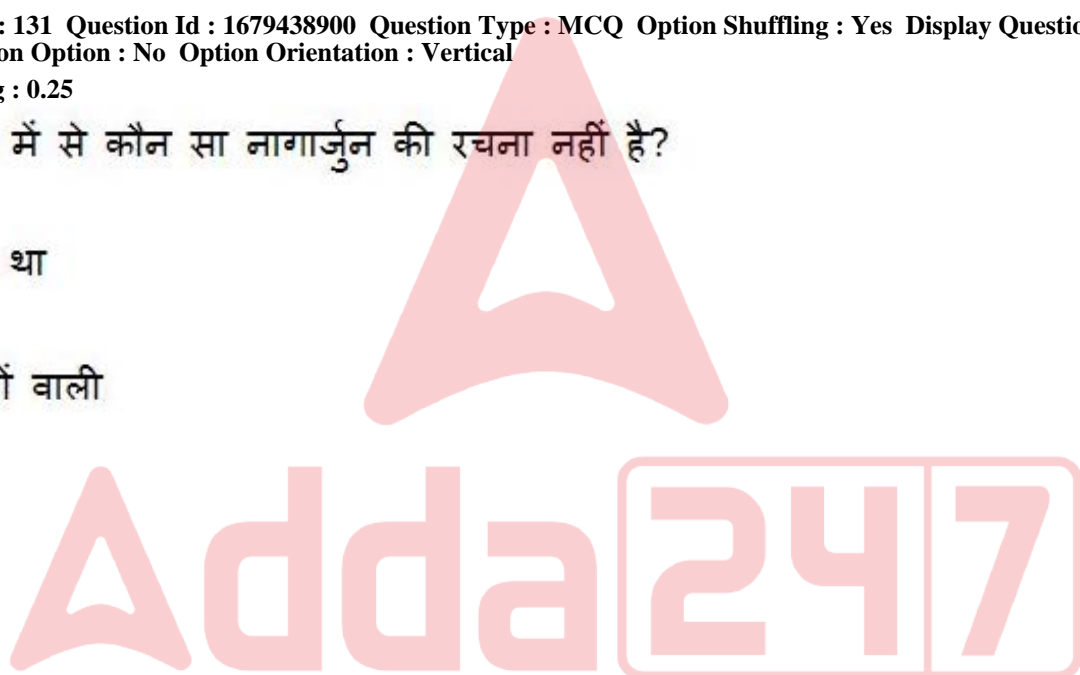 : 131 Question Id : 1679438900 Question Type : MCQ Option Shuffling : Yes Display Questio
on Option : No Option Orientation : Vertical
: 0.25
में से कौन सा नागार्जुन की रचना नहीं है?
था
वाली
Adda247